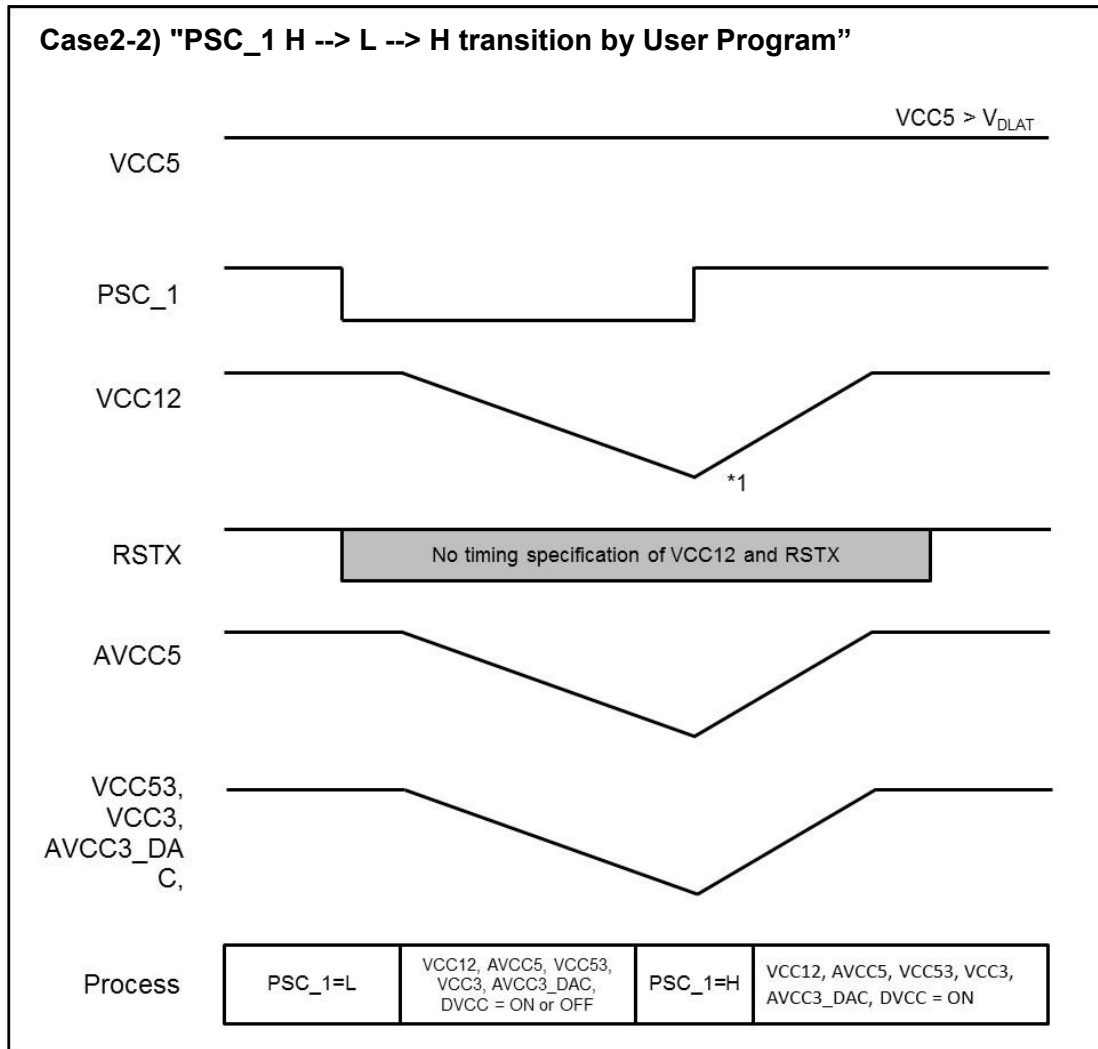 Case2-2) "PSC_1 H --> L --> H transition by User Program”
VCC5 > VDLAT
VCC5
PSC_1
VCC12
*1
RSTX
No timing specification of VCC12 and RSTX
AVCC5
VCC53,
VCC3,
AVCC3_DA
C,
Process
PSC_1=L
VCC12, AVCC5, VCC53,
VCC3, AVCC3_DAC,
DVCC = ON or OFF
PSC_1=H
VCC12, AVCC5, VCC53, VCC3,
AVCC3_DAC, DVCC = ON